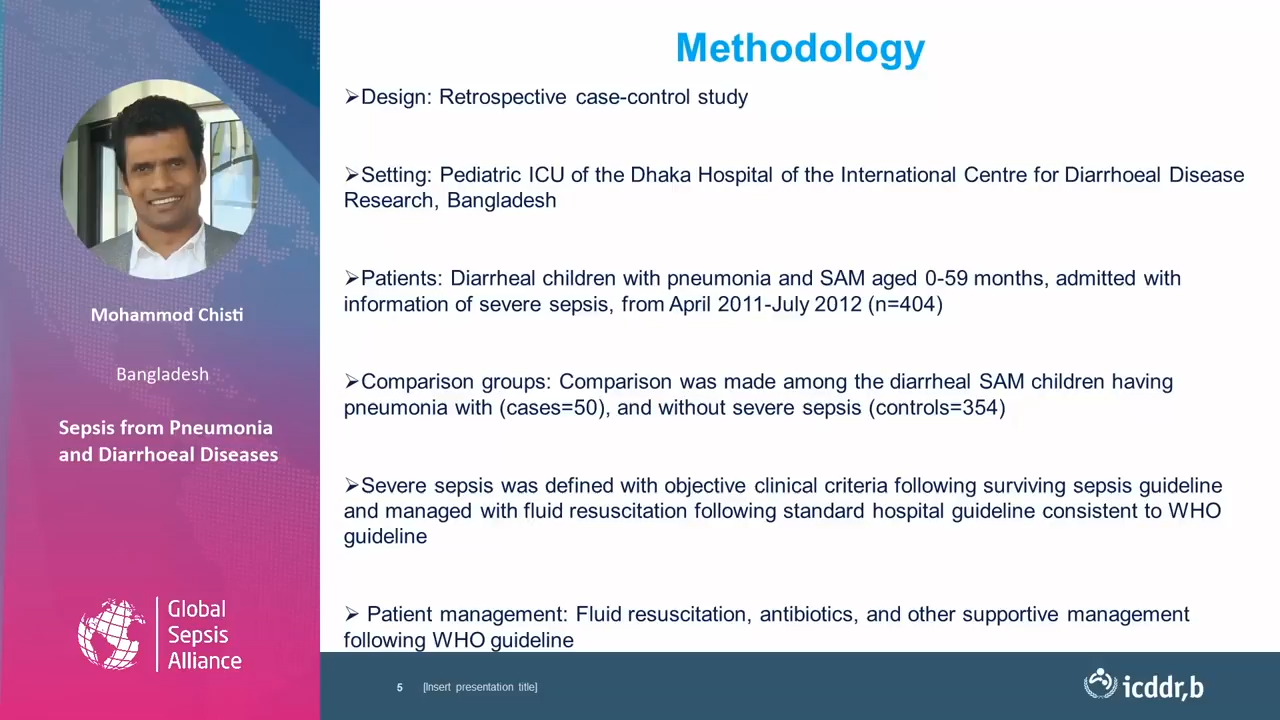 Methodology
➢Design: Retrospective case-control study
➢Setting: Pediatric ICU of the Dhaka Hospital of the International Centre for Diarrhoeal Disease
Research, Bangladesh
➢Patients: Diarrheal children with pneumonia and SAM aged 0-59 months, admitted with
information of severe sepsis, from April 2011-July 2012 (n=404)
➢Comparison groups: Comparison was made among the diarrheal SAM children having
pneumonia with (cases=50), and without severe sepsis (controls=354)
➢Severe sepsis was defined with objective clinical criteria following surviving sepsis guideline
and managed with fluid resuscitation following standard hospital guideline consistent to WHO
guideline
➢ Patient management: Fluid resuscitation, antibiotics, and other supportive management
following WHO guideline
Mohammod Chisti
Bangladesh
Sepsis from Pneumonia
and Diarrhoeal Diseases
Global
Sepsis
Alliance
5 [Insert presentation title]
icddr,b